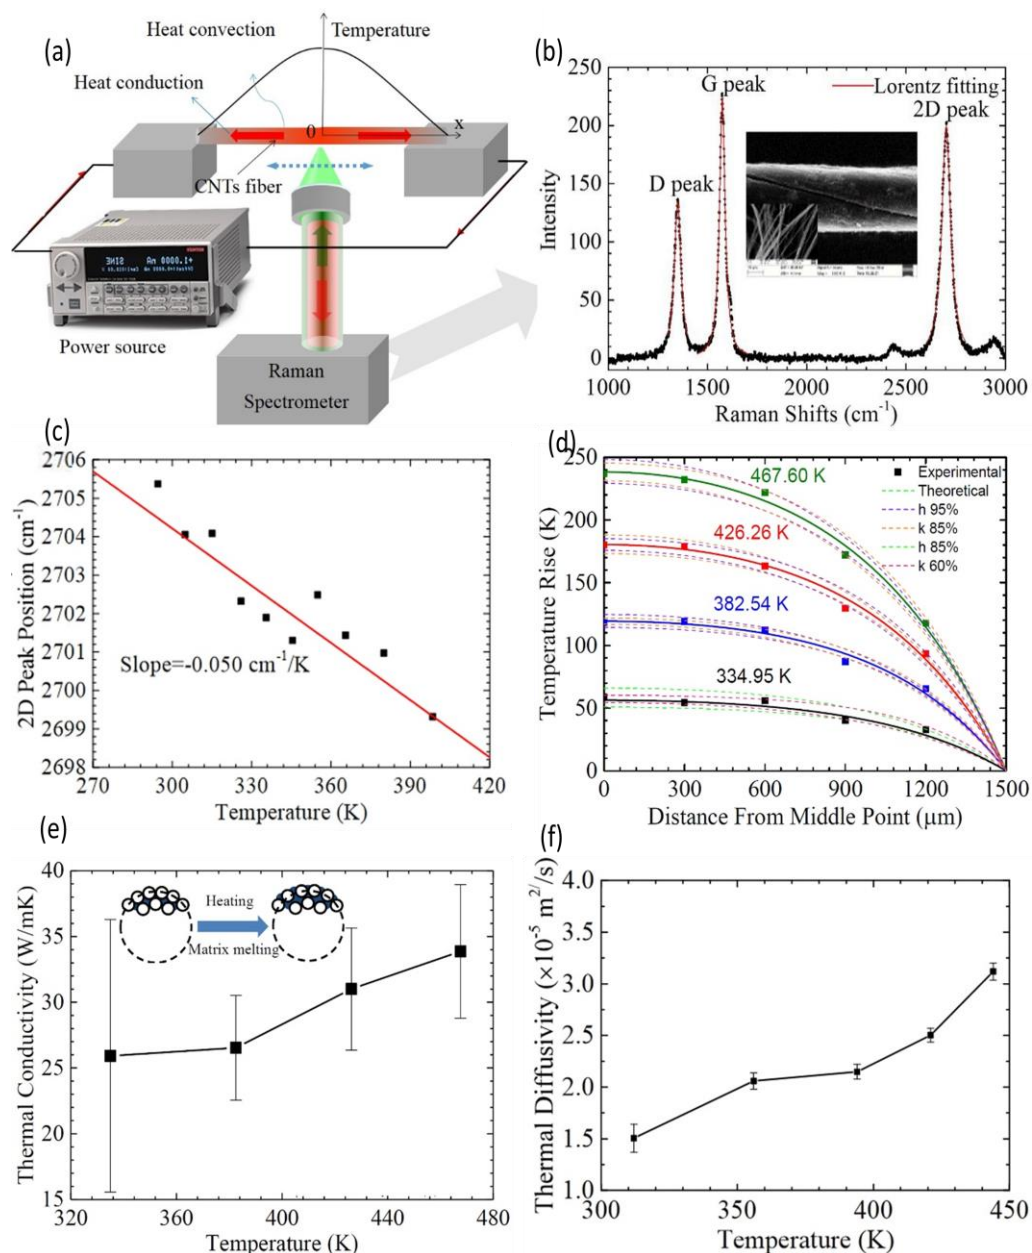 (a)
Heat convection
Temperature
Heat conduction
0
x
CNTs fiber
Power source
Raman
Spectrometer
(b)
250
200
150
100
50
0
Intensity
G peak
Lorentz fitting
2D peak
D peak
1000 1500 2000 2500 3000
Raman Shifts (cm⁻¹)
(c)
2706
2705
2704
2703
2702
2701
2700
2699
2698
2D Peak Position (cm⁻¹)
Slope=-0.050 cm⁻¹/K
270 300 330 360 390 420
Temperature (K)
(d)
250
200
150
100
50
0
Temperature Rise (K)
467.60 K
426.26 K
382.54 K
334.95 K
Experimental
Theoretical
h 95%
k 85%
h 85%
k 60%
0 300 600 900 1200 1500
Distance From Middle Point (μm)
(e)
40
35
30
25
20
15
Thermal Conductivity (W/mK)
Heating
Matrix melting
320 360 400 440 480
Temperature (K)
(f)
4.0
3.5
3.0
2.5
2.0
1.5
1.0
Thermal Diffusivity (×10⁻⁵ m²/s)
300 350 400 450
Temperature (K)